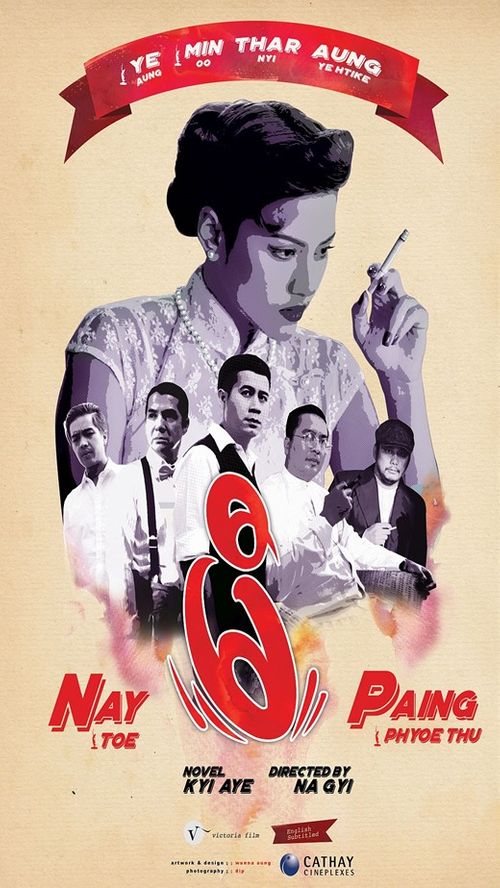 YE AUNG
MIN OO
THAR NYI
AUNG YE HTIKE
မီ
NAY TOE
PAING PHYOE THU
NOVEL
KYI AYE
DIRECTED BY
NA GYI
V victoria film
English
Subtitled
artwork & design ; : wunna aung
photography ; : dip
CATHAY
CINEPLEXES